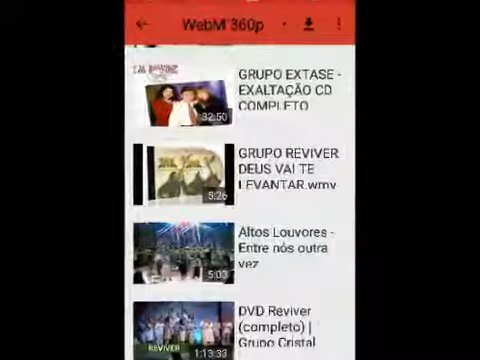 WebM 360p
GRUPO EXTASE -
EXALTAÇÃO CD
COMPLETO
32:50
GRUPO REVIVER
DEUS VAI TE
LEVANTAR.wmv
5:26
Altos Louvores -
Entre nós outra
vez
5:03
DVD Reviver
(completo) |
Grupo Cristal
REVIVER
1:13:33